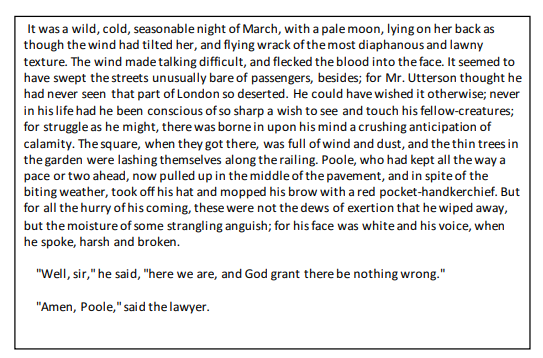 It was a wild, cold, seasonable night of March, with a pale moon, lying on her back as
though the wind had tilted her, and flying wrack of the most diaphanous and lawny
texture. The wind made talking difficult, and flecked the blood into the face. It seemed to
have swept the streets unusually bare of passengers, besides; for Mr. Utterson thought he
had never seen that part of London so deserted. He could have wished it otherwise; never
in his life had he been conscious of so sharp a wish to see and touch his fellow-creatures;
for struggle as he might, there was borne in upon his mind a crushing anticipation of
calamity. The square, when they got there, was full of wind and dust, and the thin trees in
the garden were lashing themselves along the railing. Poole, who had kept all the way a
pace or two ahead, now pulled up in the middle of the pavement, and in spite of the
biting weather, took off his hat and mopped his brow with a red pocket-handkerchief. But
for all the hurry of his coming, these were not the dews of exertion that he wiped away,
but the moisture of some strangling anguish; for his face was white and his voice, when
he spoke, harsh and broken.
"Well, sir," he said, "here we are, and God grant there be nothing wrong."
"Amen, Poole," said the lawyer.